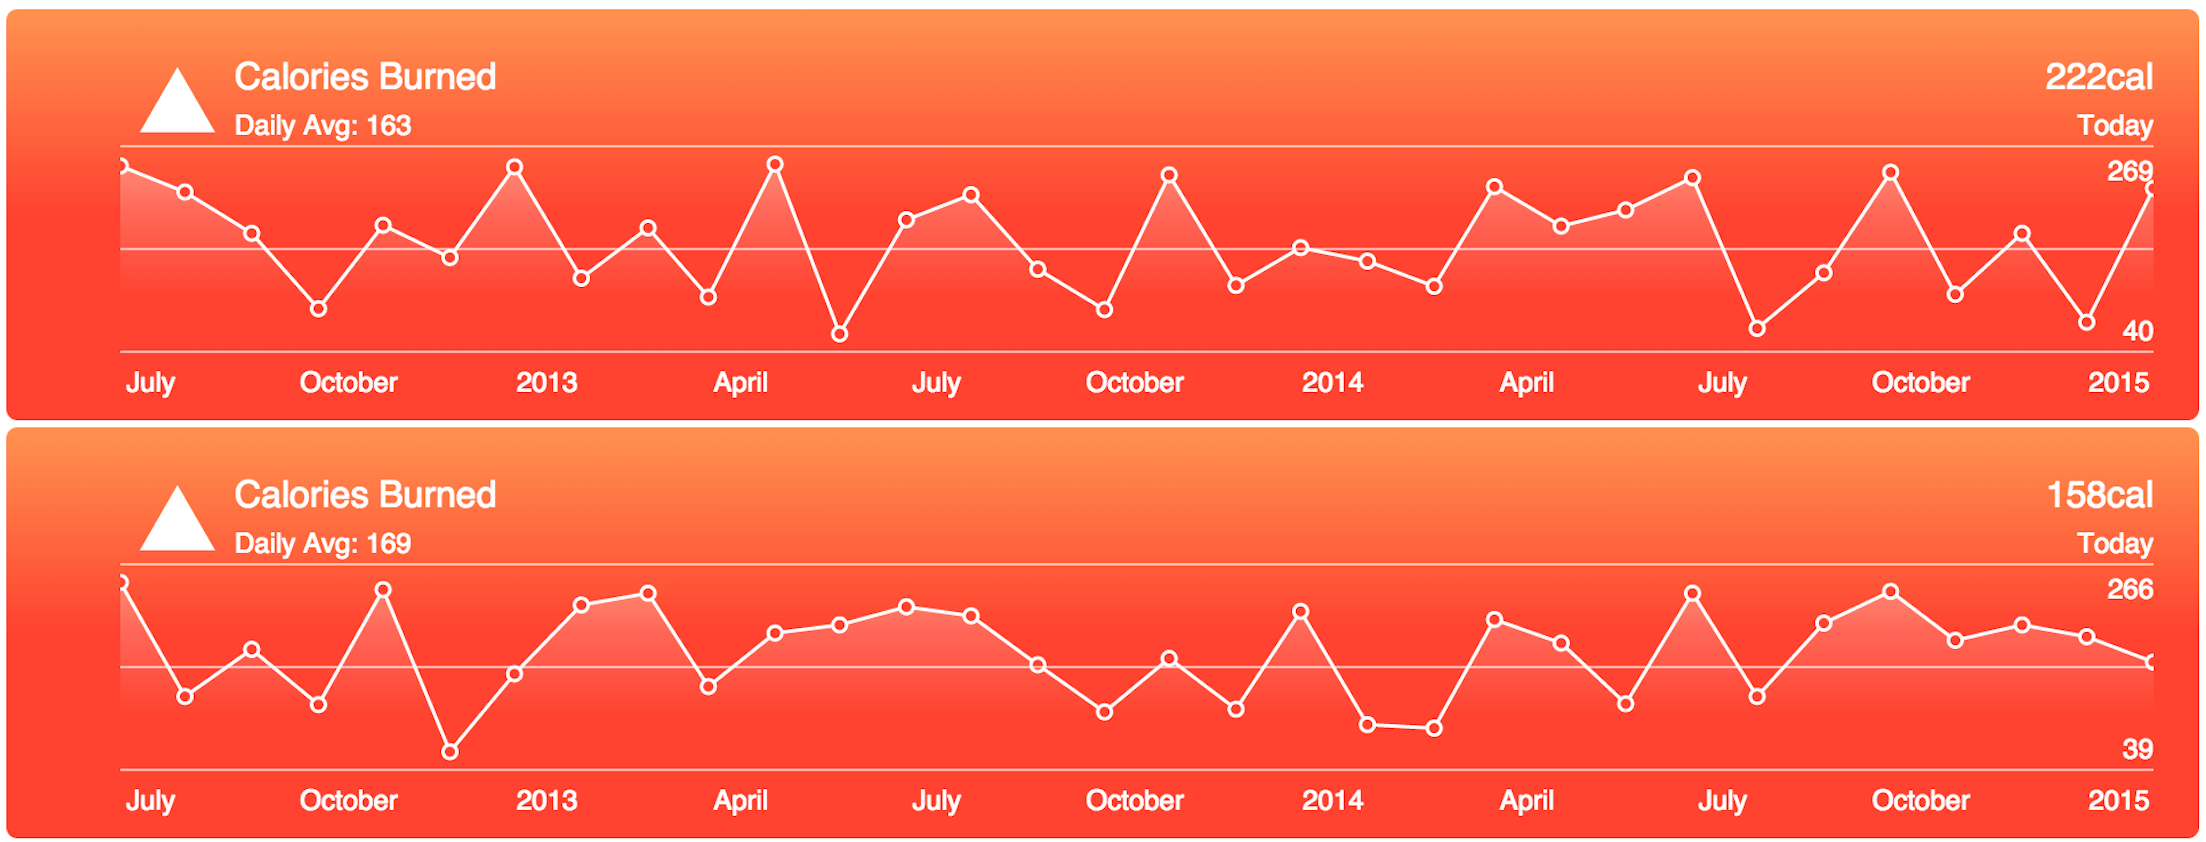 Calories Burned
222cal
Daily Avg: 163
Today
269
40
July October 2013 April July October 2014 April July October 2015
Calories Burned
158cal
Daily Avg: 169
Today
266
39
July October 2013 April July October 2014 April July October 2015